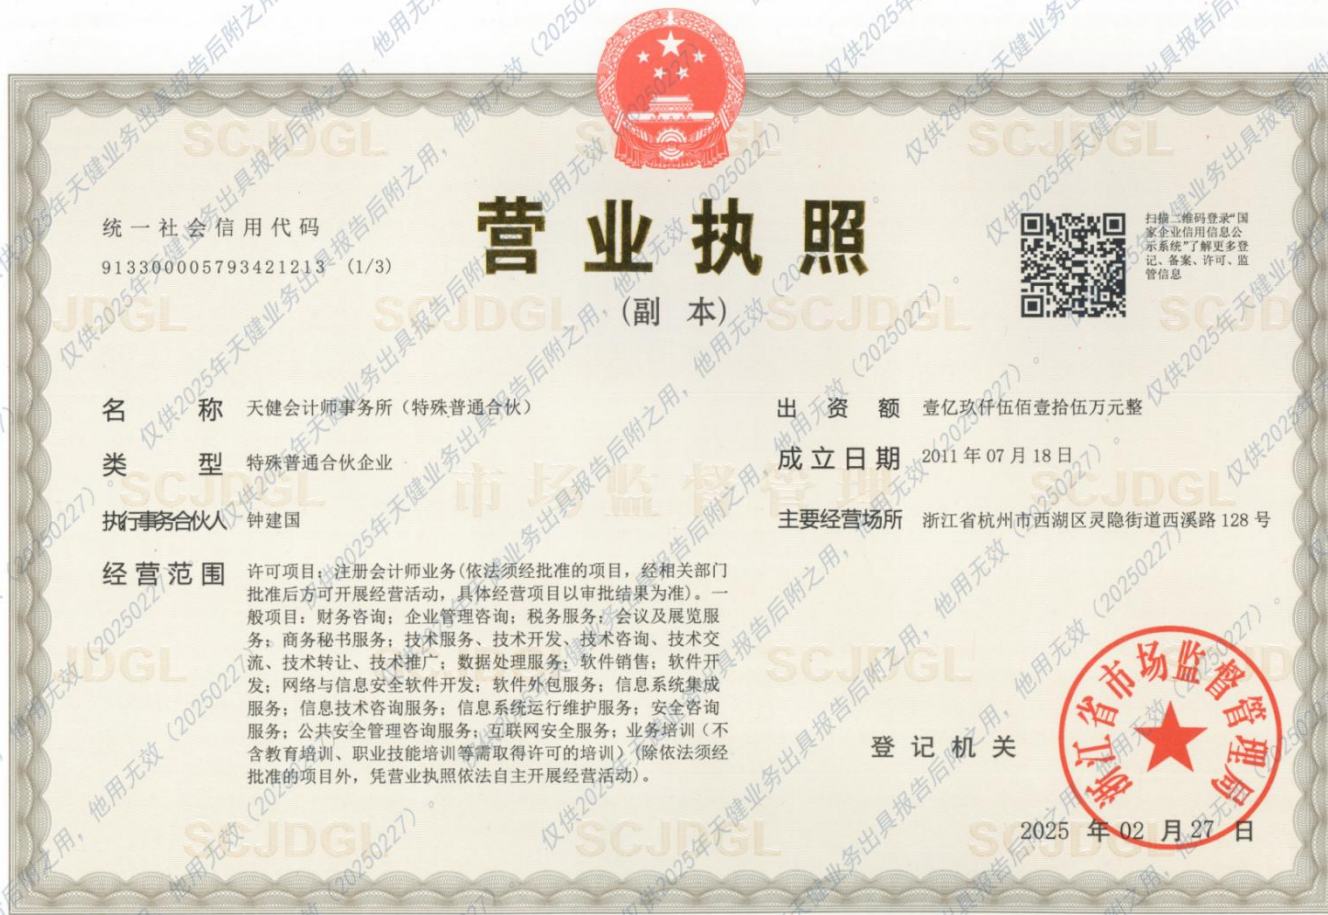 统一社会信用代码
913300005793421213 (1/3)
营业执照
(副 本)
扫描二维码登录“国
家企业信用信息公
示系统”了解更多登
记、备案、许可、监
管信息
名 称 天健会计师事务所（特殊普通合伙）
类 型 特殊普通合伙企业
执行事务合伙人 钟建国
经营范围 许可项目：注册会计师业务(依法须经批准的项目，经相关部门
批准后方可开展经营活动，具体经营项目以审批结果为准)。一
般项目：财务咨询；企业管理咨询；税务服务；会议及展览服
务；商务秘书服务；技术服务、技术开发、技术咨询、技术交
流、技术转让、技术推广；数据处理服务；软件销售；软件开
发；网络与信息安全软件开发；软件外包服务；信息系统集成
服务；信息技术咨询服务；信息系统运行维护服务；安全咨询
服务；公共安全管理咨询服务；互联网安全服务；业务培训（不
含教育培训、职业技能培训等需取得许可的培训）(除依法须经
批准的项目外，凭营业执照依法自主开展经营活动)。
出 资 额 壹亿玖仟伍佰壹拾伍万元整
成立日期 2011年07月18日
主要经营场所 浙江省杭州市西湖区灵隐街道西溪路128号
登记机关
浙江省市场监督管理局
2025 年 02 月 27 日
SCJDGL
市场监督管理
仅供2025年天健业务出具报告后附之用，他用无效（20250227）。